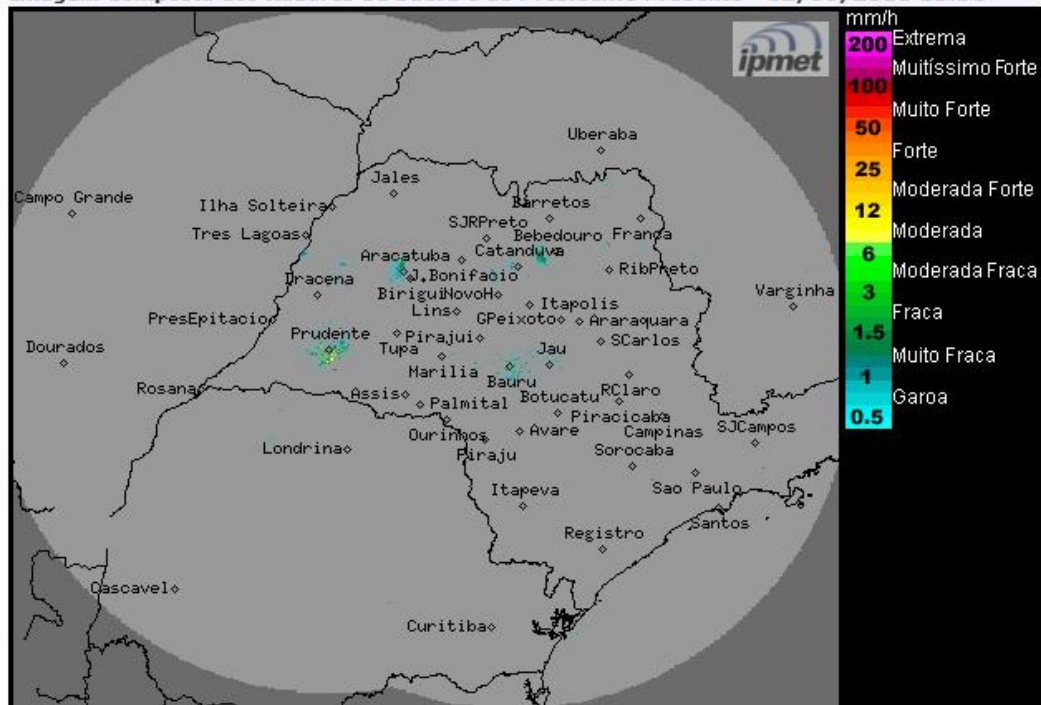 mm/h
ipmet
200 Extrema
Muitíssimo Forte
100
Muito Forte
50
Forte
25
Moderada Forte
12
Moderada
6
Moderada Fraca
3
Fraca
1.5
Muito Fraca
1
Garoa
0.5
Uberaba
Jales
Campo Grande
Ilha Solteira
Barretos
SJRPreto
Tres Lagoas
Bebedouro
Franca
Aracatuba
Catanduva
J.Bonifacio
RibPreto
Dracena
Birigui
NovoH
Itapolis
Varginha
Lins
PresEpitacio
GPeixoto
Araraquara
Prudente
Pirajui
SCarlos
Dourados
Tupa
Jau
Marilia
Bauru
RClaro
Rosana
Assis
Botucatu
Palmital
Piracicaba
Ourinhos
Avare
Campinas
SJCampos
Londrina
Piraju
Sorocaba
Itapeva
Sao Paulo
Santos
Registro
Cascavel
Curitiba